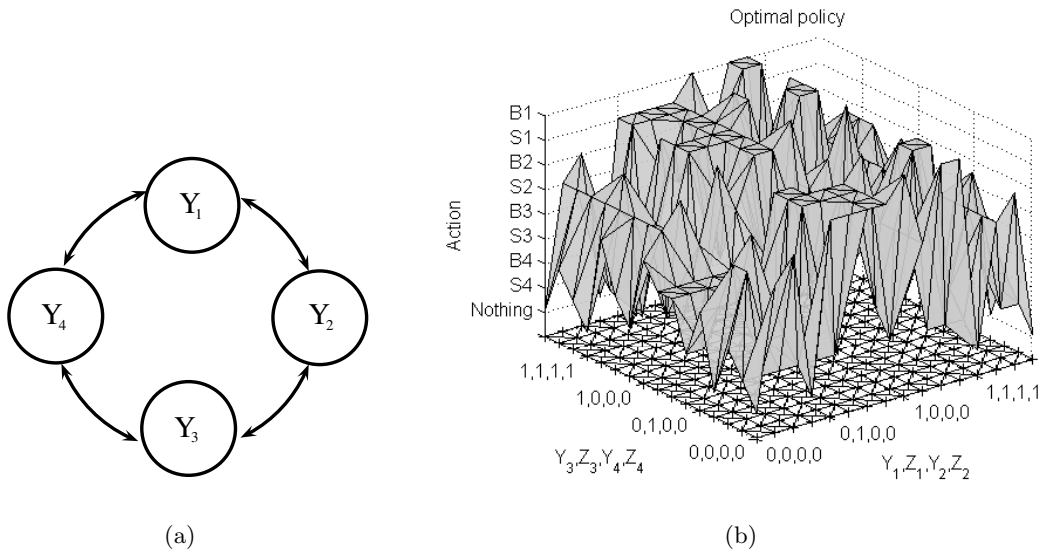 Y₁
Y₄
Y₂
Y₃
(a)
Optimal policy
Action
B1
S1
B2
S2
B3
S3
B4
S4
Nothing
1,1,1,1
1,0,0,0
0,1,0,0
0,0,0,0
Y₃,Z₃,Y₄,Z₄
0,0,0,0
0,1,0,0
1,0,0,0
1,1,1,1
Y₁,Z₁,Y₂,Z₂
(b)